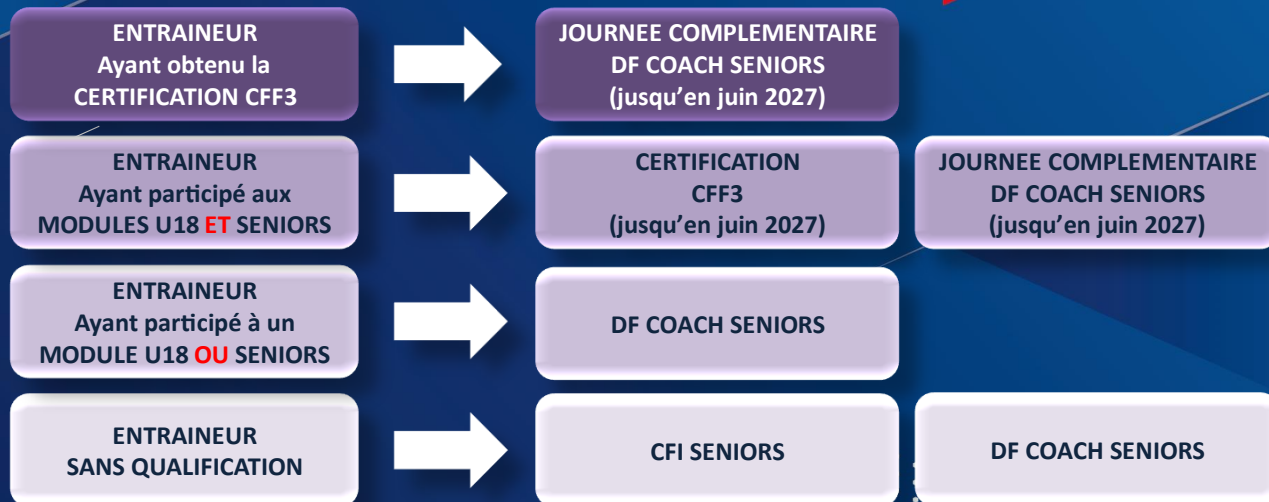 ENTRAINEUR
Ayant obtenu la
CERTIFICATION CFF3
JOURNEE COMPLEMENTAIRE
DF COACH SENIORS
(jusqu'en juin 2027)
ENTRAINEUR
Ayant participé aux
MODULES U18 ET SENIORS
CERTIFICATION
CFF3
(jusqu'en juin 2027)
JOURNEE COMPLEMENTAIRE
DF COACH SENIORS
(jusqu'en juin 2027)
ENTRAINEUR
Ayant participé à un
MODULE U18 OU SENIORS
DF COACH SENIORS
ENTRAINEUR
SANS QUALIFICATION
CFI SENIORS
DF COACH SENIORS